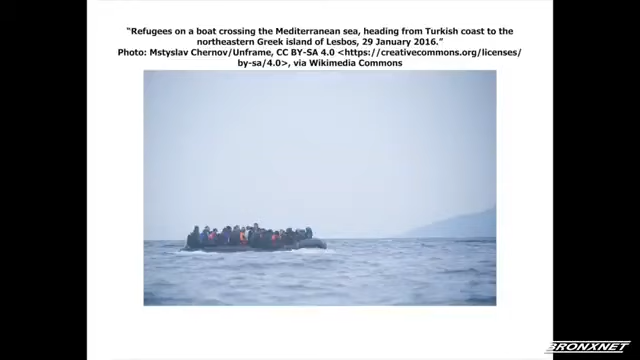 “Refugees on a boat crossing the Mediterranean sea, heading from Turkish coast to the
northeastern Greek island of Lesbos, 29 January 2016.”
Photo: Mstyslav Chernov/Unframe, CC BY-SA 4.0 <https://creativecommons.org/licenses/
by-sa/4.0>, via Wikimedia Commons
BRONXNET